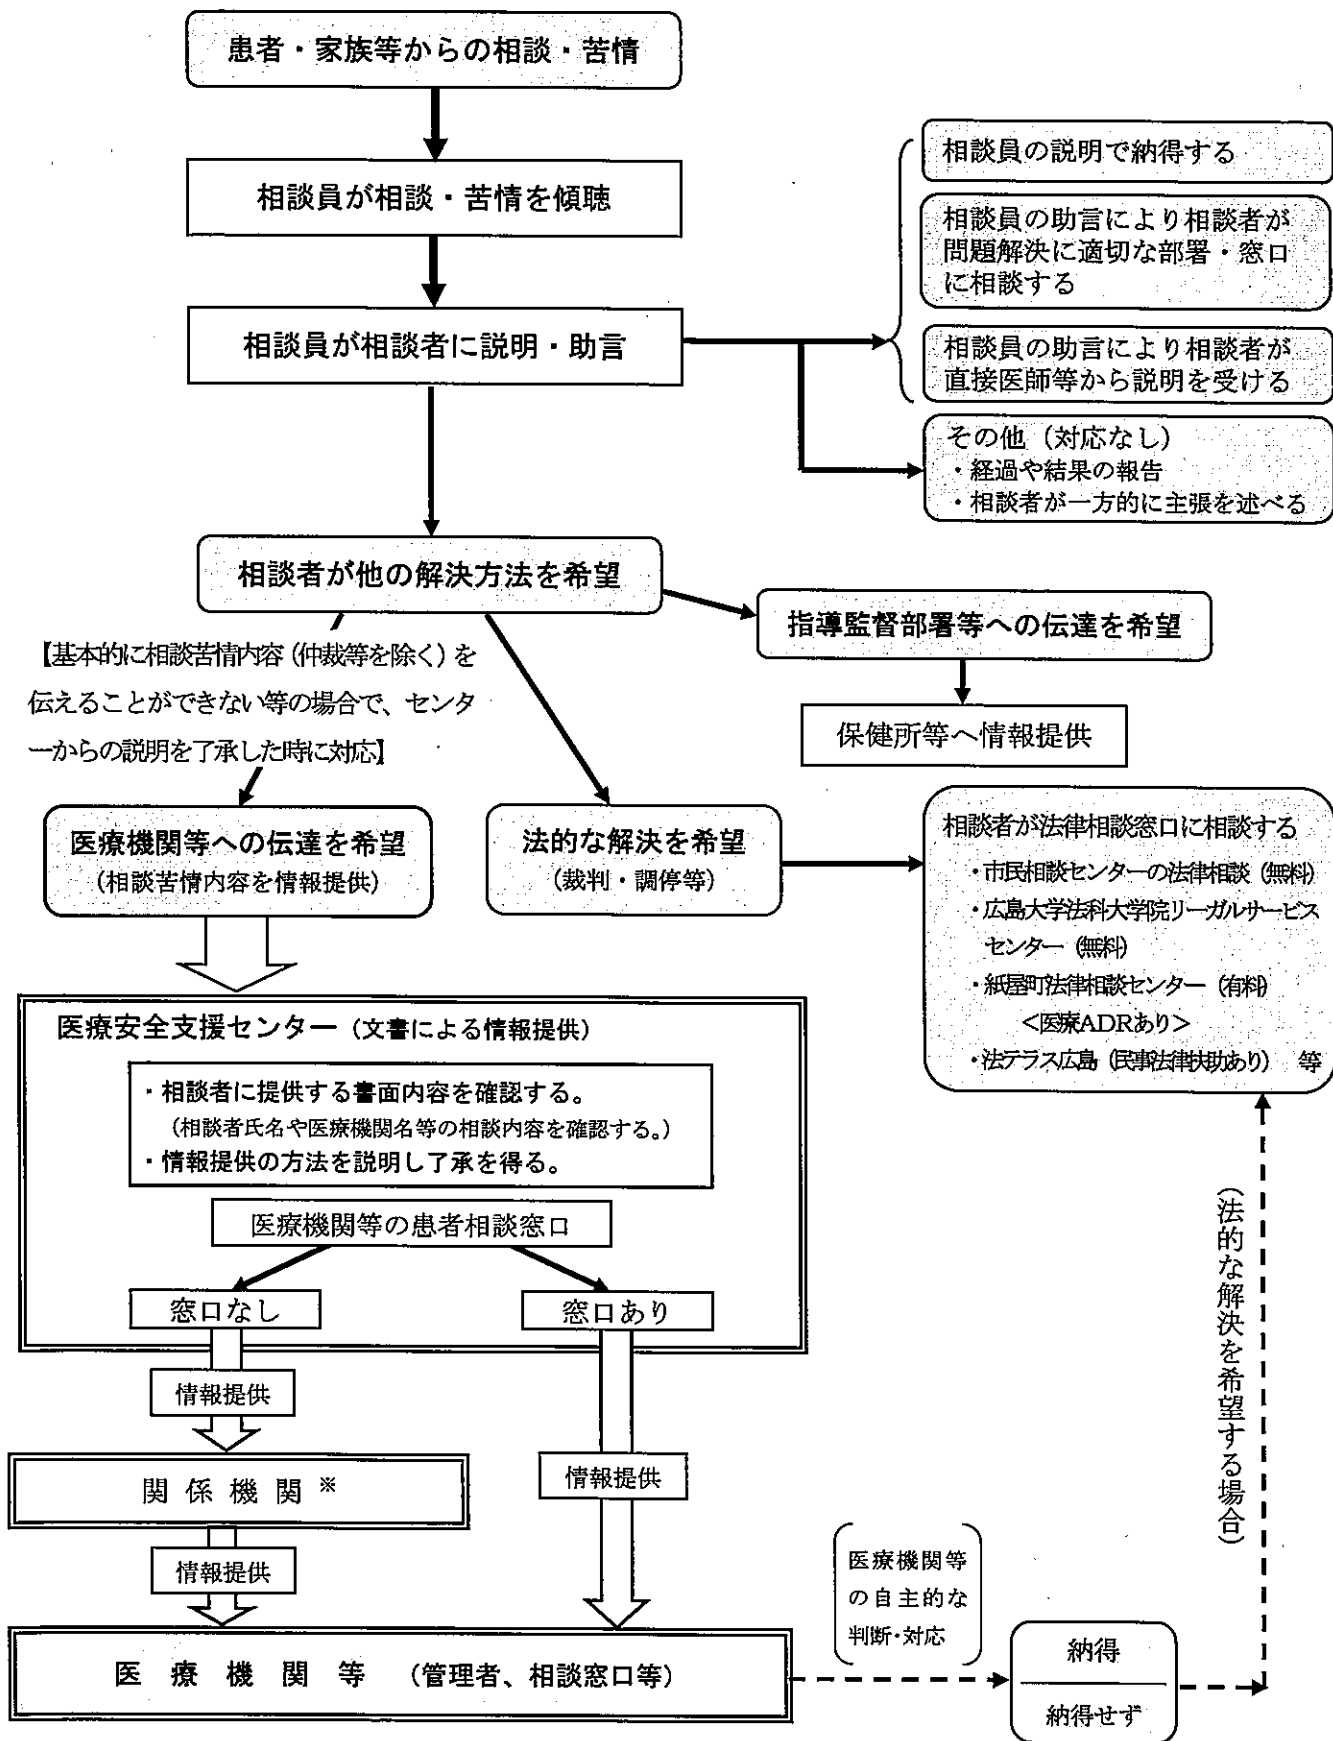 患者・家族等からの相談・苦情
相談員が相談・苦情を傾聴
相談員が相談者に説明・助言
相談員の説明で納得する
相談員の助言により相談者が
問題解決に適切な部署・窓口
に相談する
相談員の助言により相談者が
直接医師等から説明を受ける
その他（対応なし）
・経過や結果の報告
・相談者が一方的に主張を述べる
相談者が他の解決方法を希望
指導監督部署等への伝達を希望
保健所等へ情報提供
【基本的に相談苦情内容（仲裁等を除く）を
伝えることができない等の場合で、センタ
ーからの説明を了承した時に対応】
医療機関等への伝達を希望
（相談苦情内容を情報提供）
法的な解決を希望
（裁判・調停等）
相談者が法律相談窓口に相談する
・市民相談センターの法律相談（無料）
・広島大学法科大学院リーガルサービス
センター（無料）
・紙屋町法律相談センター（有料）
＜医療ADRあり＞
・法テラス広島（民事法律扶助あり） 等
医療安全支援センター（文書による情報提供）
・相談者に提供する書面内容を確認する。
（相談者氏名や医療機関名等の相談内容を確認する。）
・情報提供の方法を説明し了承を得る。
医療機関等の患者相談窓口
窓口なし
窓口あり
情報提供
関係機関※
情報提供
情報提供
医療機関等 （管理者、相談窓口等）
医療機関等
の自主的な
判断・対応
納得
納得せず
（法的な解決を希望する場合）